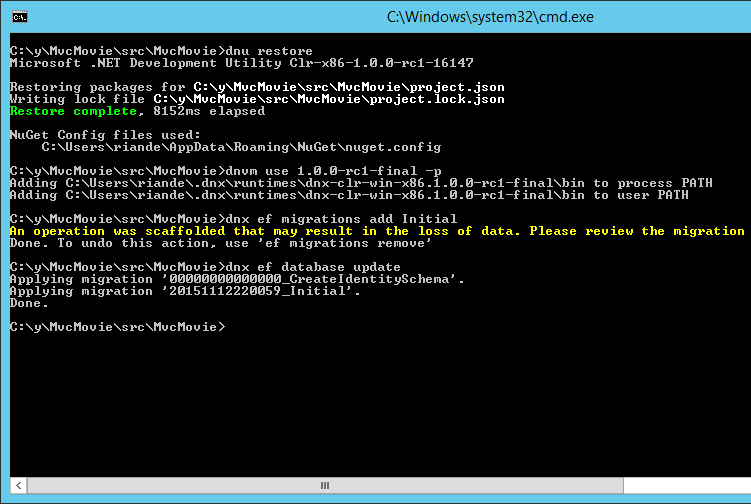 C:\Windows\system32\cmd.exe
C:\y\MvcMovie\src\MvcMovie>dnu restore
Microsoft .NET Development Utility Clr-x86-1.0.0-rc1-16147
Restoring packages for C:\y\MvcMovie\src\MvcMovie\project.json
Writing lock file C:\y\MvcMovie\src\MvcMovie\project.lock.json
Restore complete, 8152ms elapsed
NuGet Config files used:
    C:\Users\riande\AppData\Roaming\NuGet\nuget.config
C:\y\MvcMovie\src\MvcMovie>dnvm use 1.0.0-rc1-final -p
Adding C:\Users\riande\.dnx\runtimes\dnx-clr-win-x86.1.0.0-rc1-final\bin to process PATH
Adding C:\Users\riande\.dnx\runtimes\dnx-clr-win-x86.1.0.0-rc1-final\bin to user PATH
C:\y\MvcMovie\src\MvcMovie>dnx ef migrations add Initial
An operation was scaffolded that may result in the loss of data. Please review the migration
Done. To undo this action, use 'ef migrations remove'
C:\y\MvcMovie\src\MvcMovie>dnx ef database update
Applying migration '00000000000000_CreateIdentitySchema'.
Applying migration '20151112220059_Initial'.
Done.
C:\y\MvcMovie\src\MvcMovie>